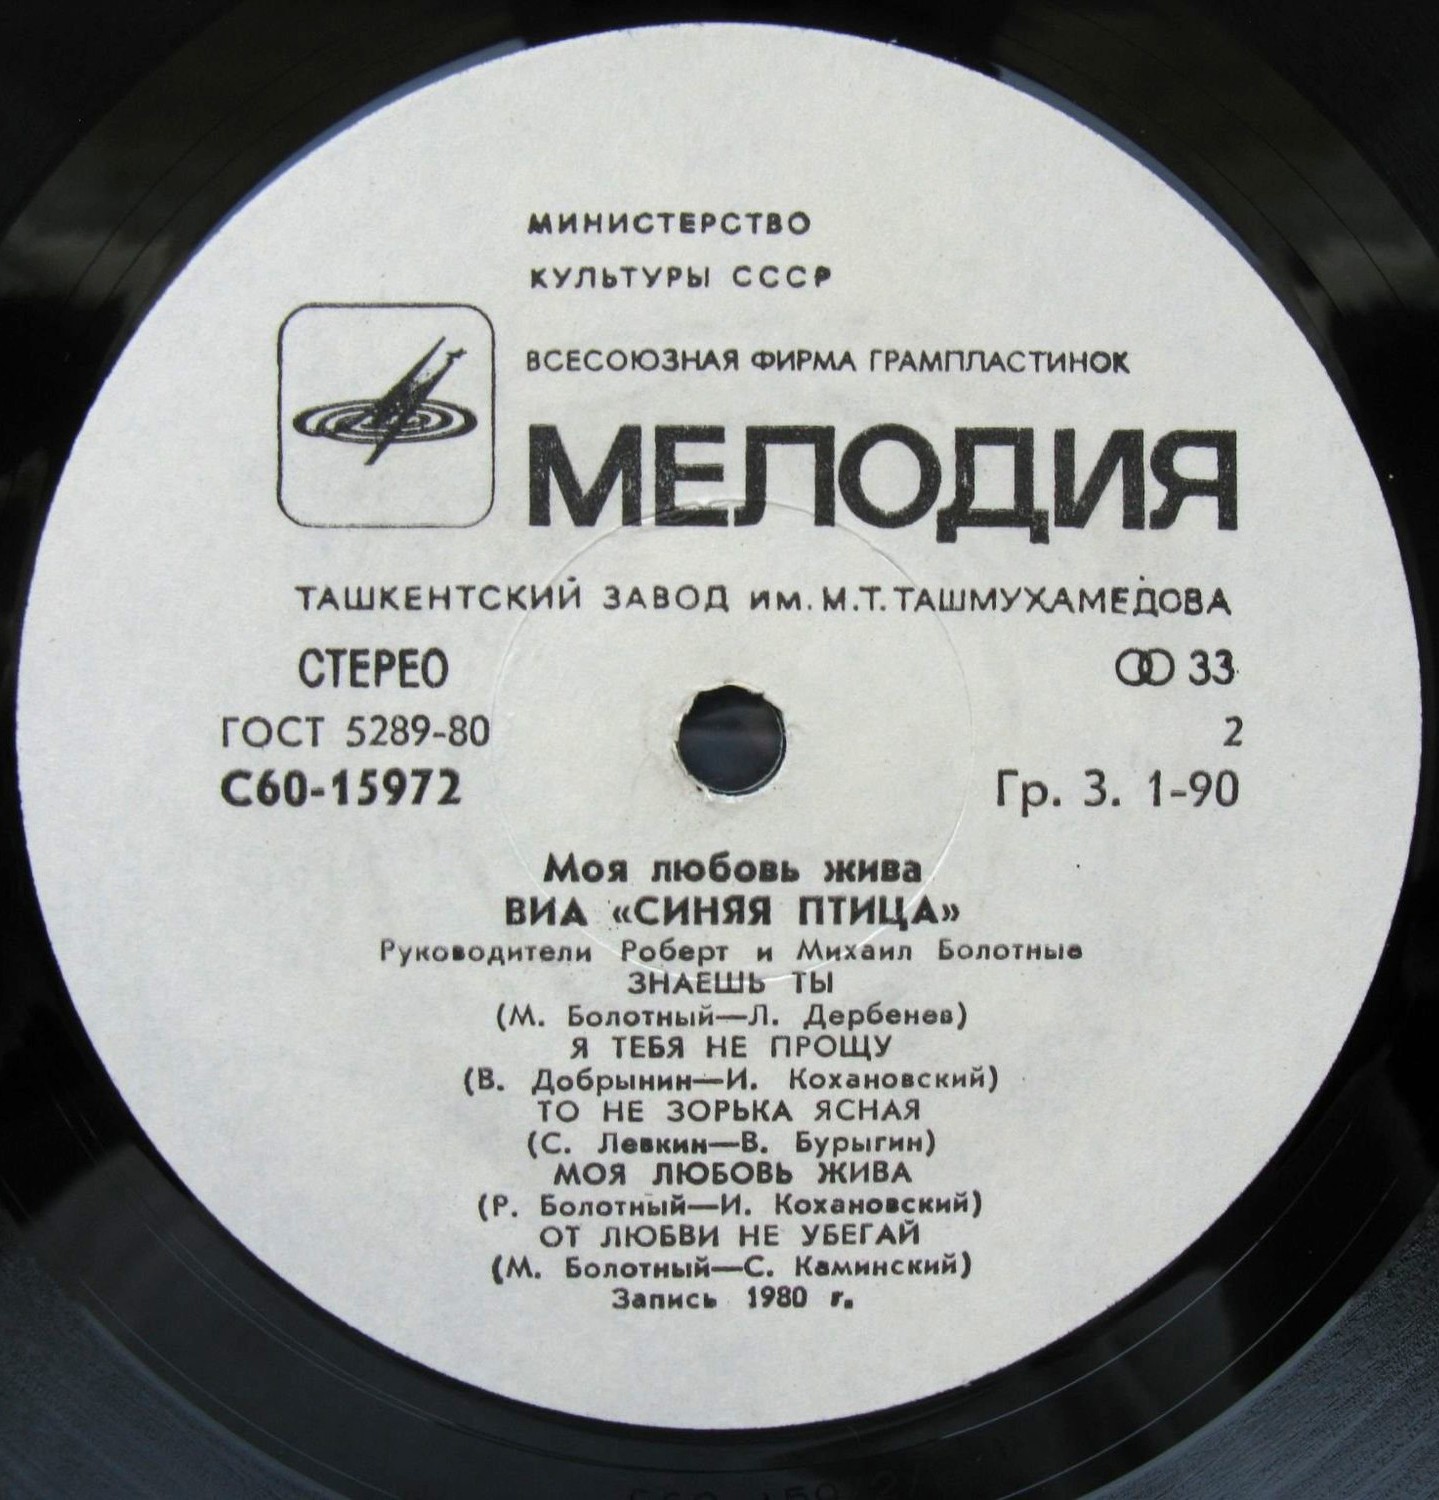 МИНИСТЕРСТВО
КУЛЬТУРЫ СССР
ВСЕСОЮЗНАЯ ФИРМА ГРАМПЛАСТИНОК
МЕЛОДИЯ
ТАШКЕНТСКИЙ ЗАВОД им. М.Т. ТАШМУХАМЕДОВА
СТЕРЕО 33
ГОСТ 5289-80 2
С60-15972 Гр. 3. 1-90
Моя любовь жива
ВИА «СИНЯЯ ПТИЦА»
Руководители Роберт и Михаил Болотные
ЗНАЕШЬ ТЫ
(М. Болотный—Л. Дербенев)
Я ТЕБЯ НЕ ПРОЩУ
(В. Добрынин—И. Кохановский)
ТО НЕ ЗОРЬКА ЯСНАЯ
(С. Левкин—В. Бурыгин)
МОЯ ЛЮБОВЬ ЖИВА
(Р. Болотный—И. Кохановский)
ОТ ЛЮБВИ НЕ УБЕГАЙ
(М. Болотный—С. Каминский)
Запись 1980 г.